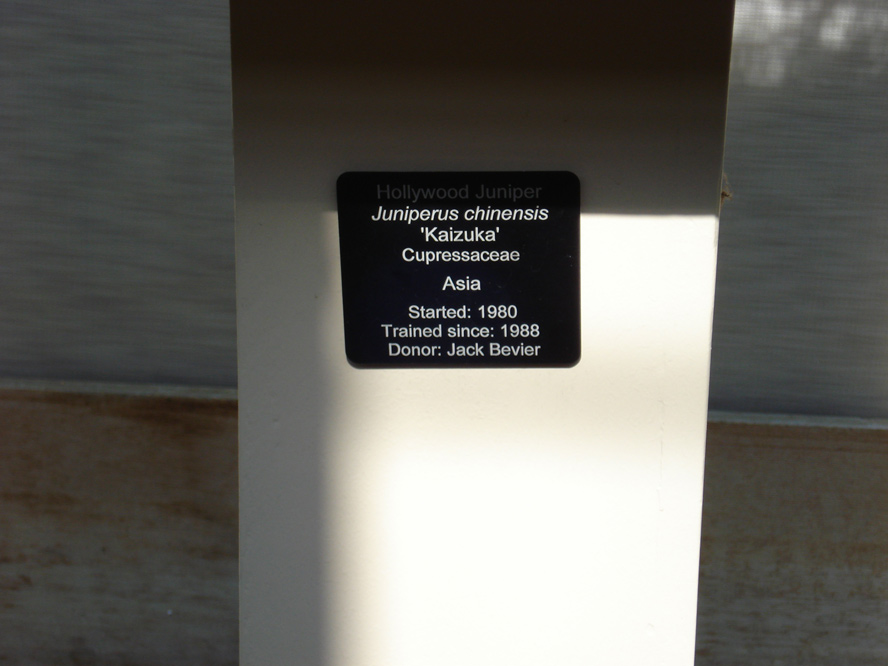 Hollywood Juniper
Juniperus chinensis
'Kaizuka'
Cupressaceae
Asia
Started: 1980
Trained since: 1988
Donor: Jack Bevier